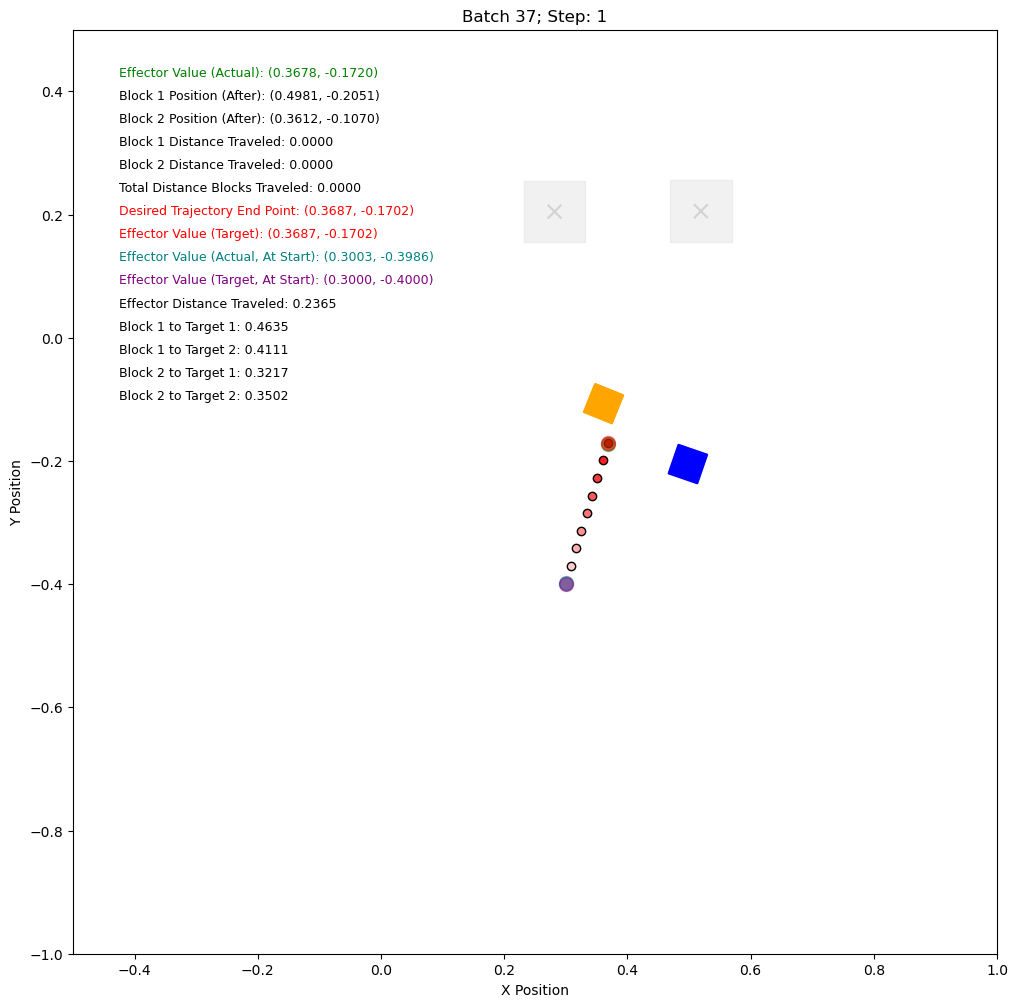 Batch 37; Step: 1
Effector Value (Actual): (0.3678, -0.1720)
Block 1 Position (After): (0.4981, -0.2051)
Block 2 Position (After): (0.3612, -0.1070)
Block 1 Distance Traveled: 0.0000
Block 2 Distance Traveled: 0.0000
Total Distance Blocks Traveled: 0.0000
Desired Trajectory End Point: (0.3687, -0.1702)
Effector Value (Target): (0.3687, -0.1702)
Effector Value (Actual, At Start): (0.3003, -0.3986)
Effector Value (Target, At Start): (0.3000, -0.4000)
Effector Distance Traveled: 0.2365
Block 1 to Target 1: 0.4635
Block 1 to Target 2: 0.4111
Block 2 to Target 1: 0.3217
Block 2 to Target 2: 0.3502
0.4
0.2
0.0
−0.2
−0.4
−0.6
−0.8
−1.0
Y Position
−0.4
−0.2
0.0
0.2
0.4
0.6
0.8
1.0
X Position